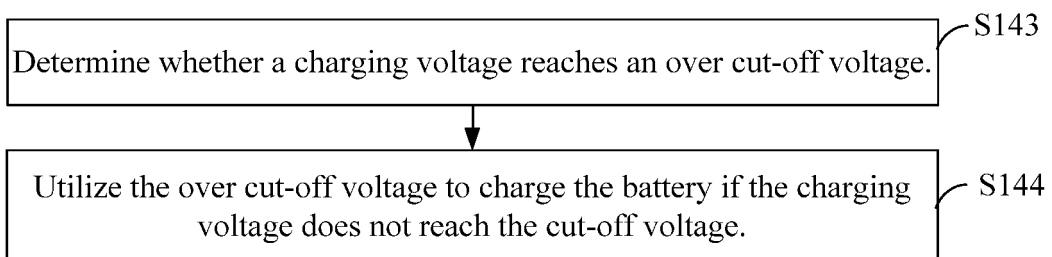 S143
Determine whether a charging voltage reaches an over cut-off voltage.
Utilize the over cut-off voltage to charge the battery if the charging
voltage does not reach the cut-off voltage.
S144